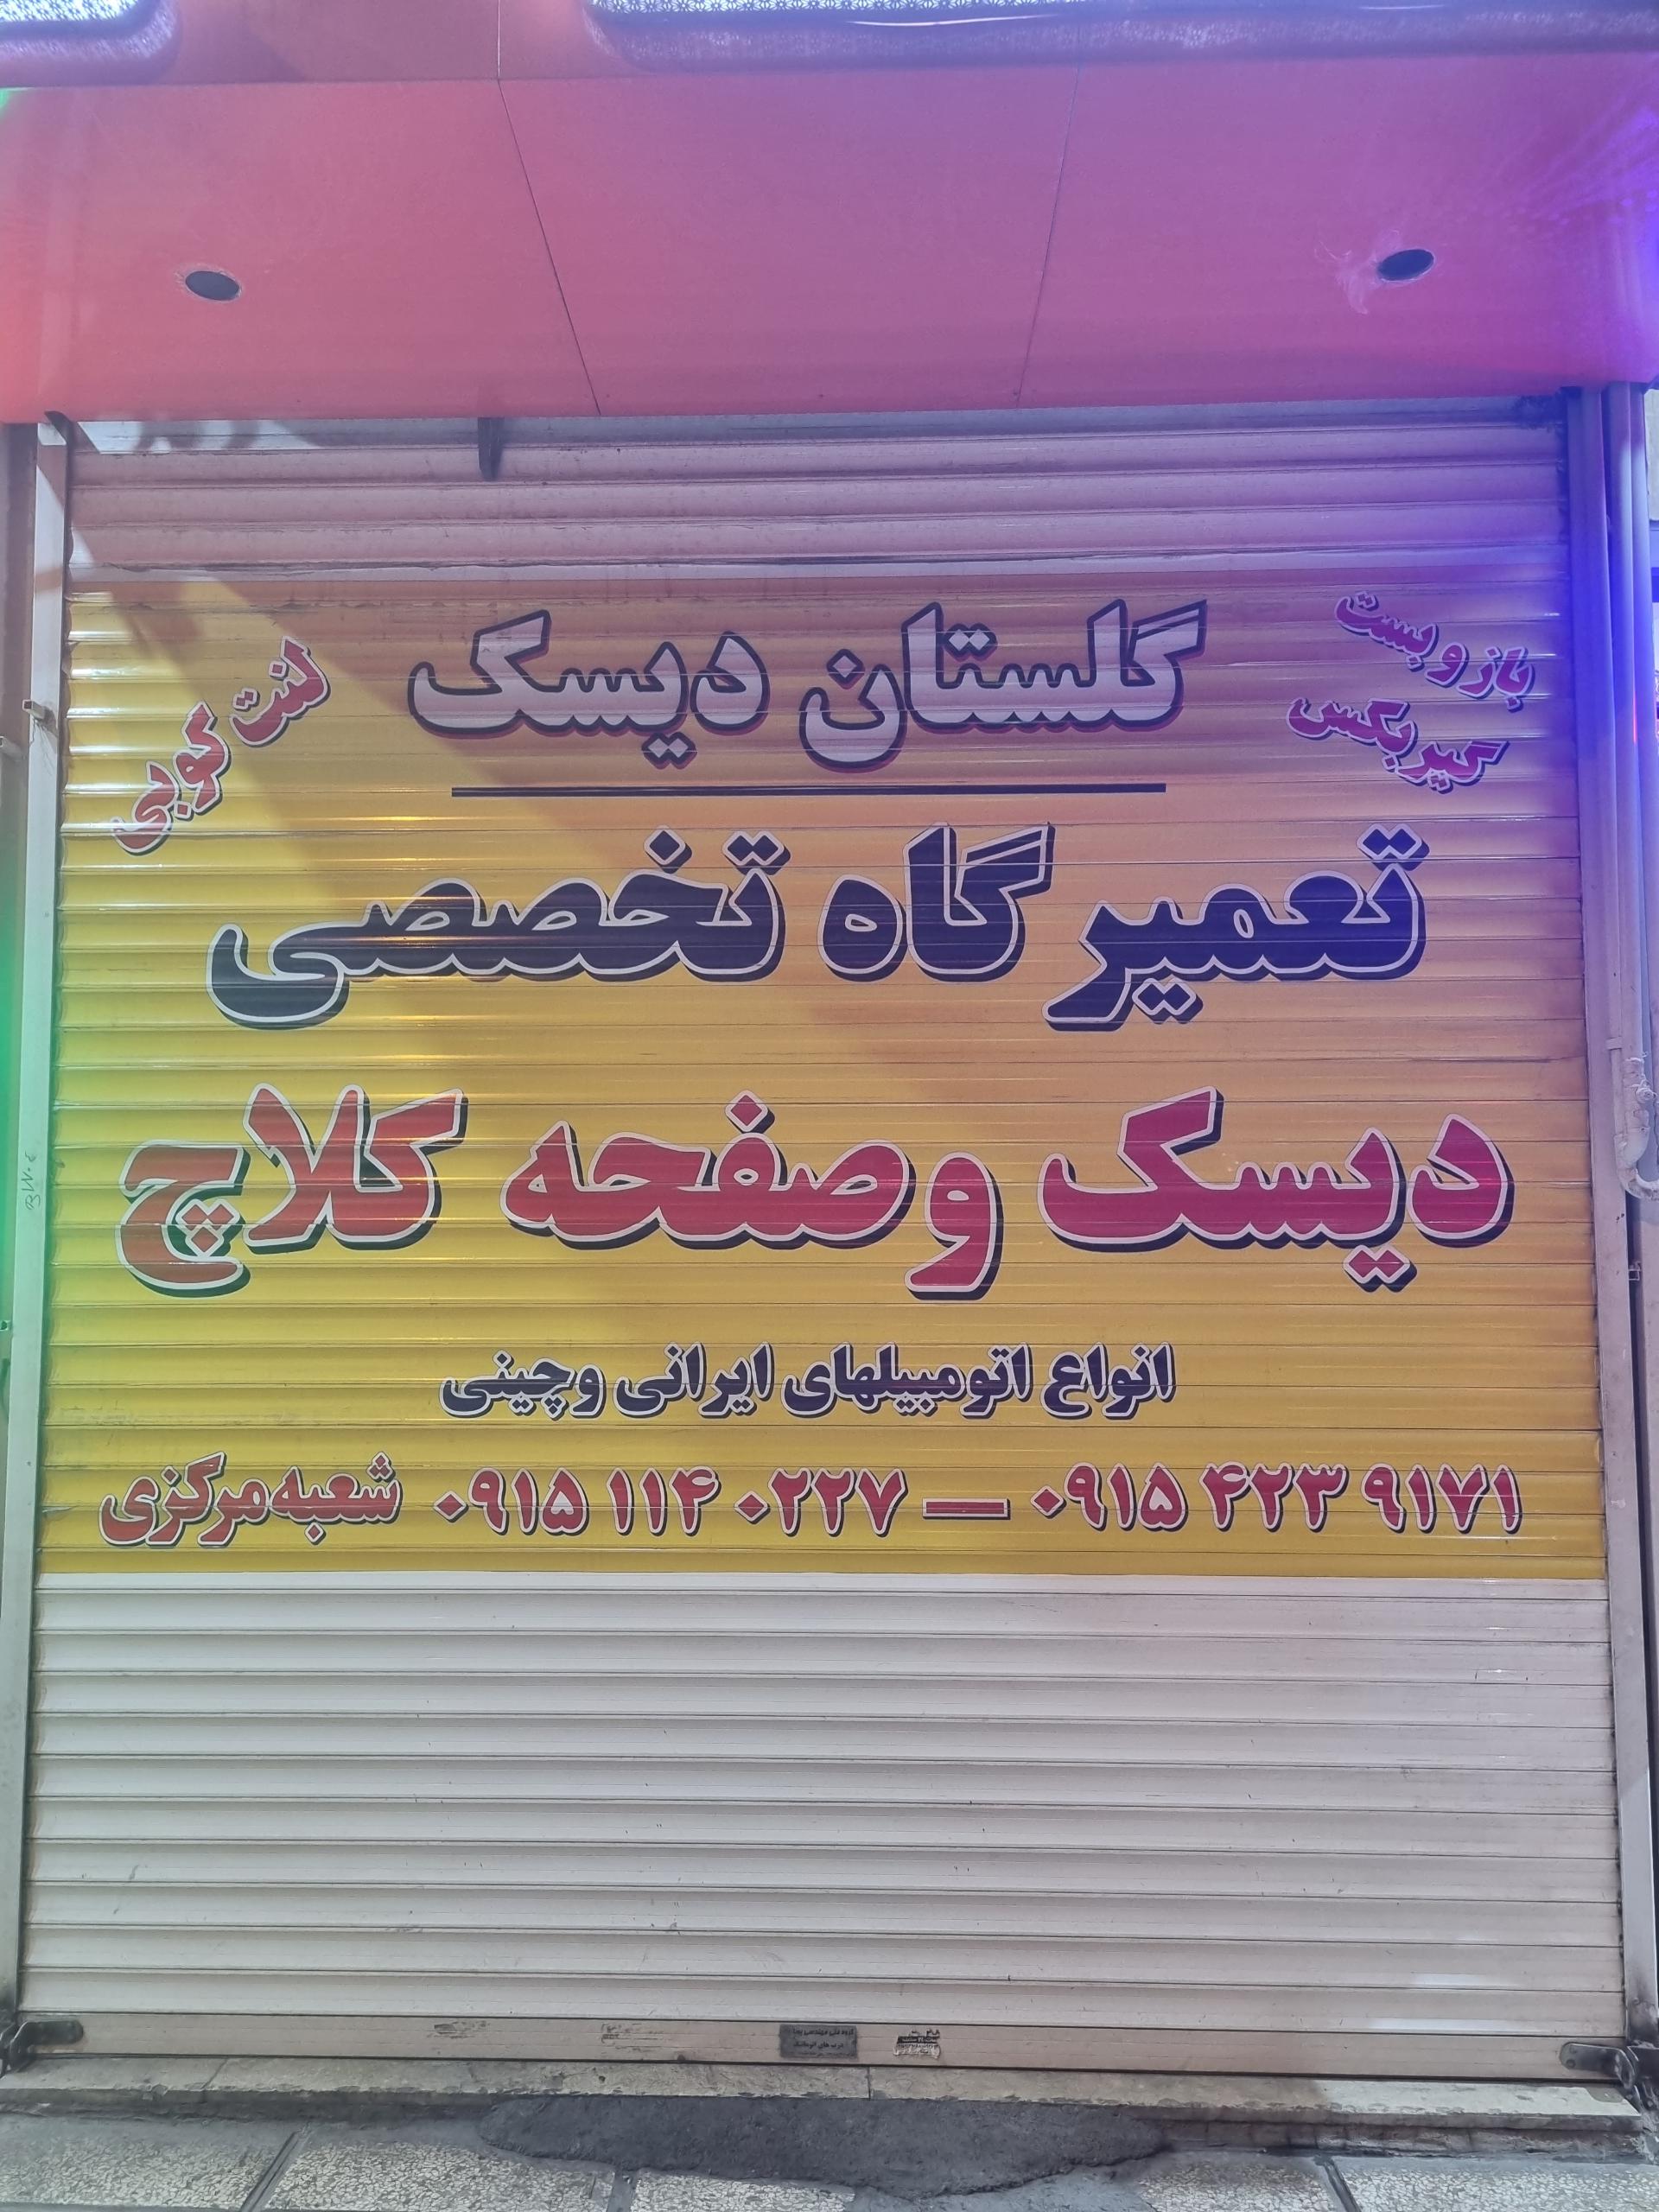 باز و بست
گیربکس
گلستان دیسک
لنت کوبی
تعمیرگاه تخصصی
دیسک و صفحه کلاچ
انواع اتومبیلهای ایرانی و چینی
۰۹۱۵ ۴۲۳ ۹۱۷۱ — ۰۹۱۵ ۱۱۴ ۰۲۲۷ شعبه مرکزی